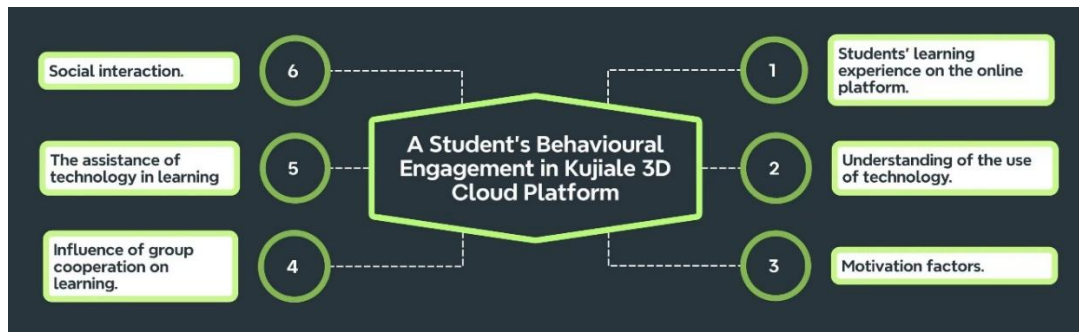 A Student's Behavioural
Engagement in Kujiale 3D
Cloud Platform
1
Students' learning
experience on the online
platform.
2
Understanding of the use
of technology.
3
Motivation factors.
4
Influence of group
cooperation on
learning.
5
The assistance of
technology in learning
6
Social interaction.